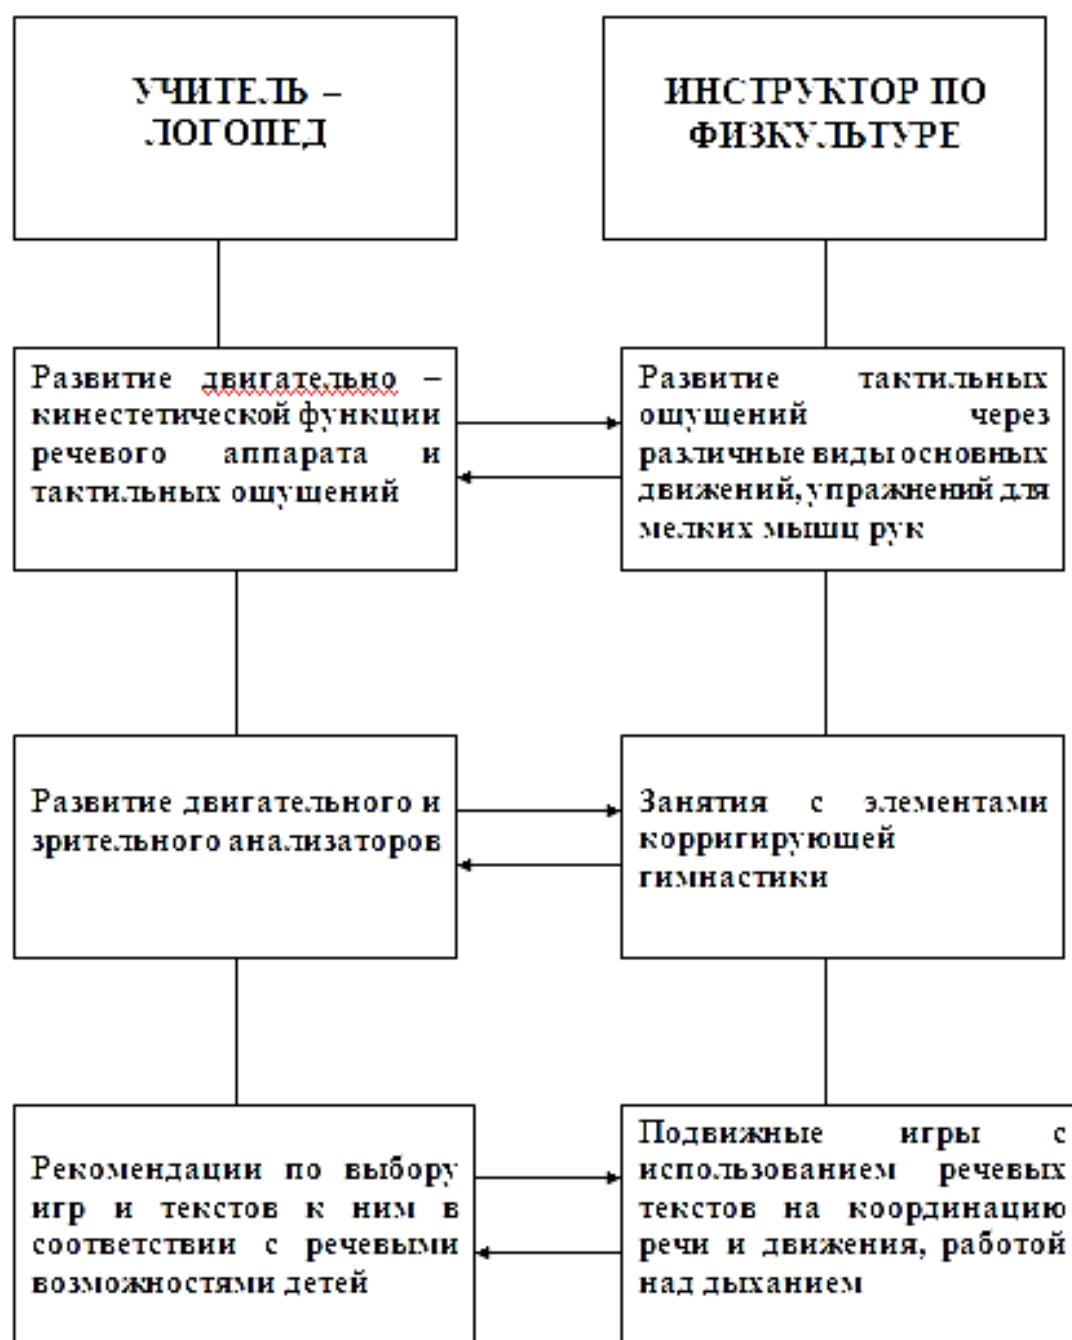 УЧИТЕЛЬ –
ЛОГОПЕД
ИНСТРУКТОР ПО
ФИЗКУЛЬТУРЕ
Развитие двигательно –
кинестетической функции
речевого аппарата и
тактильных ощущений
Развитие тактильных
ощущений через
различные виды основных
движений, упражнений для
мелких мышц рук
Развитие двигательного и
зрительного анализаторов
Занятия с элементами
корригирующей
гимнастики
Рекомендации по выбору
игр и текстов к ним в
соответствии с речевыми
возможностями детей
Подвижные игры с
использованием речевых
текстов на координацию
речи и движения, работой
над дыханием